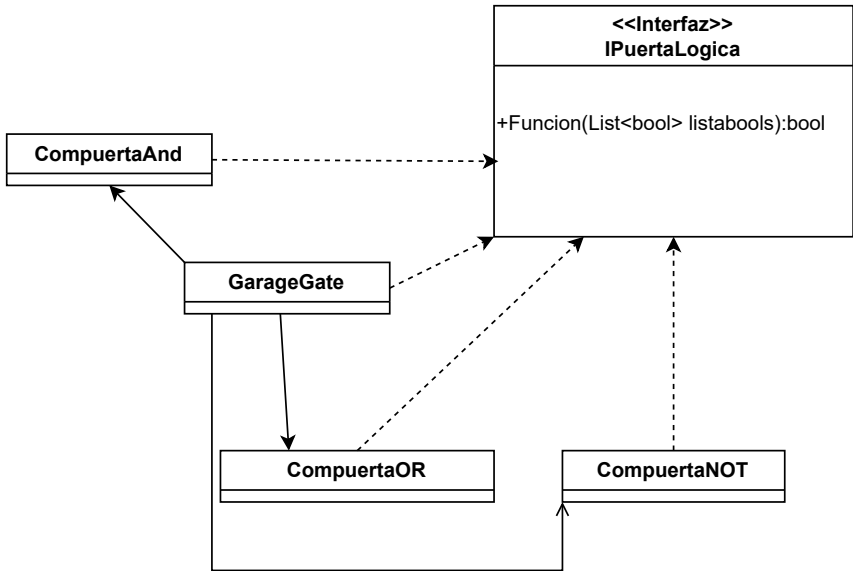 <<Interfaz>>
IPuertaLogica
+Funcion(List<bool> listabools):bool
CompuertaAnd
GarageGate
CompuertaOR
CompuertaNOT